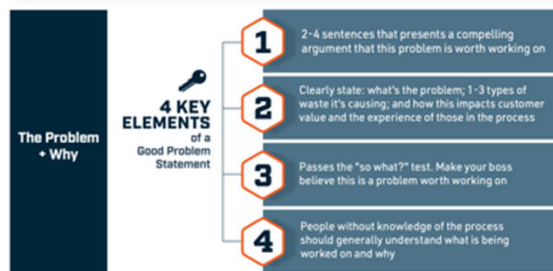 The Problem
+ Why
4 KEY
ELEMENTS
of a
Good Problem
Statement
1
2-4 sentences that presents a compelling
argument that this problem is worth working on
2
Clearly state: what's the problem; 1-3 types of
waste it's causing; and how this impacts customer
value and the experience of those in the process
3
Passes the "so what?" test. Make your boss
believe this is a problem worth working on
4
People without knowledge of the process
should generally understand what is being
worked on and why